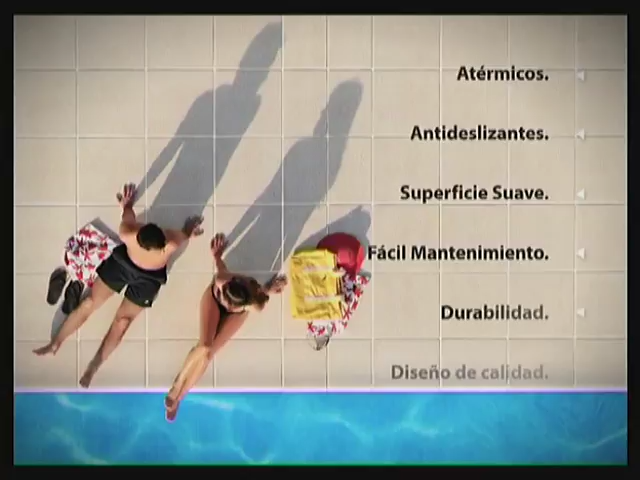 Atérmicos.
Antideslizantes.
Superficie Suave.
Fácil Mantenimiento.
Durabilidad.
Diseño de calidad.